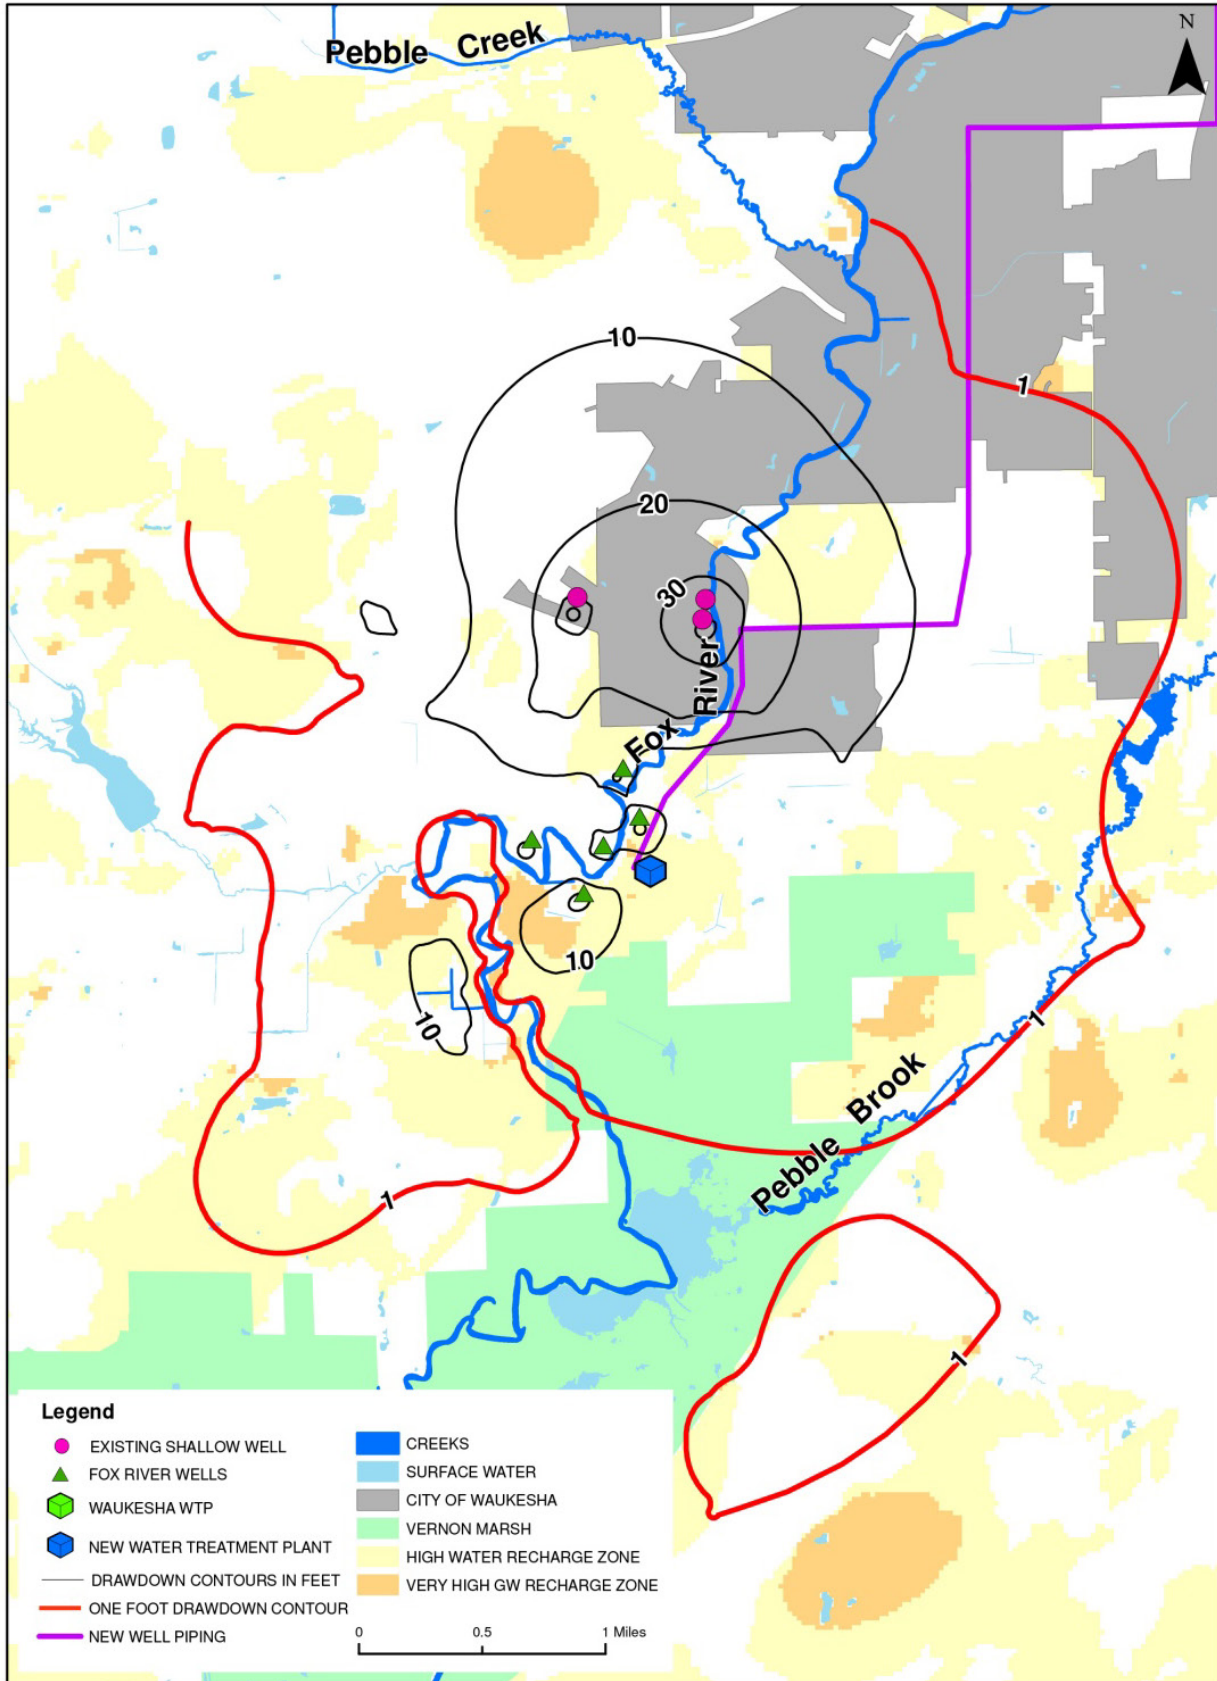 N
Pebble Creek
10
1
20
30
River
Fox
10
10
1
Brook
Pebble
1
1
Legend
EXISTING SHALLOW WELL
FOX RIVER WELLS
WAUKESHA WTP
NEW WATER TREATMENT PLANT
DRAWDOWN CONTOURS IN FEET
ONE FOOT DRAWDOWN CONTOUR
NEW WELL PIPING
CREEKS
SURFACE WATER
CITY OF WAUKESHA
VERNON MARSH
HIGH WATER RECHARGE ZONE
VERY HIGH GW RECHARGE ZONE
0 0.5 1 Miles